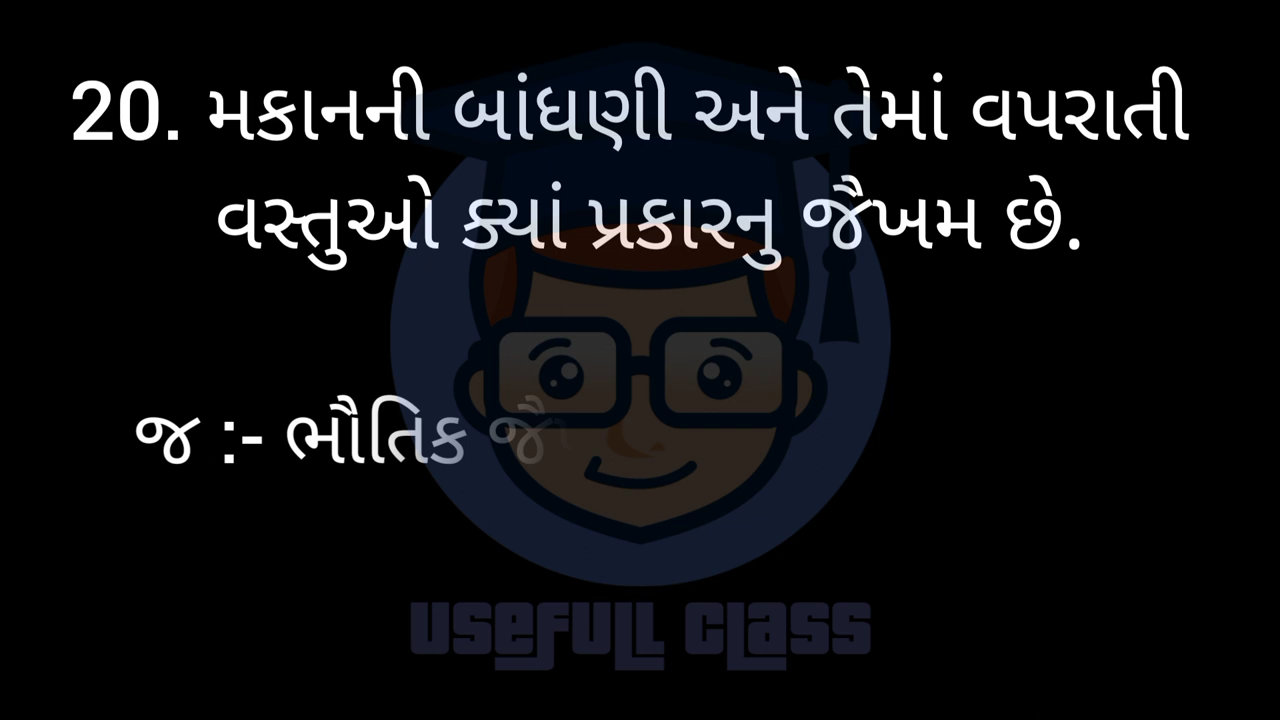 20. મકાનની બાંધણી અને તેમાં વપરાતી
વસ્તુઓ ક્યાં પ્રકારનુ જૈખમ છે.
જ :- ભૌતિક જૈ
USEFULL CLASS